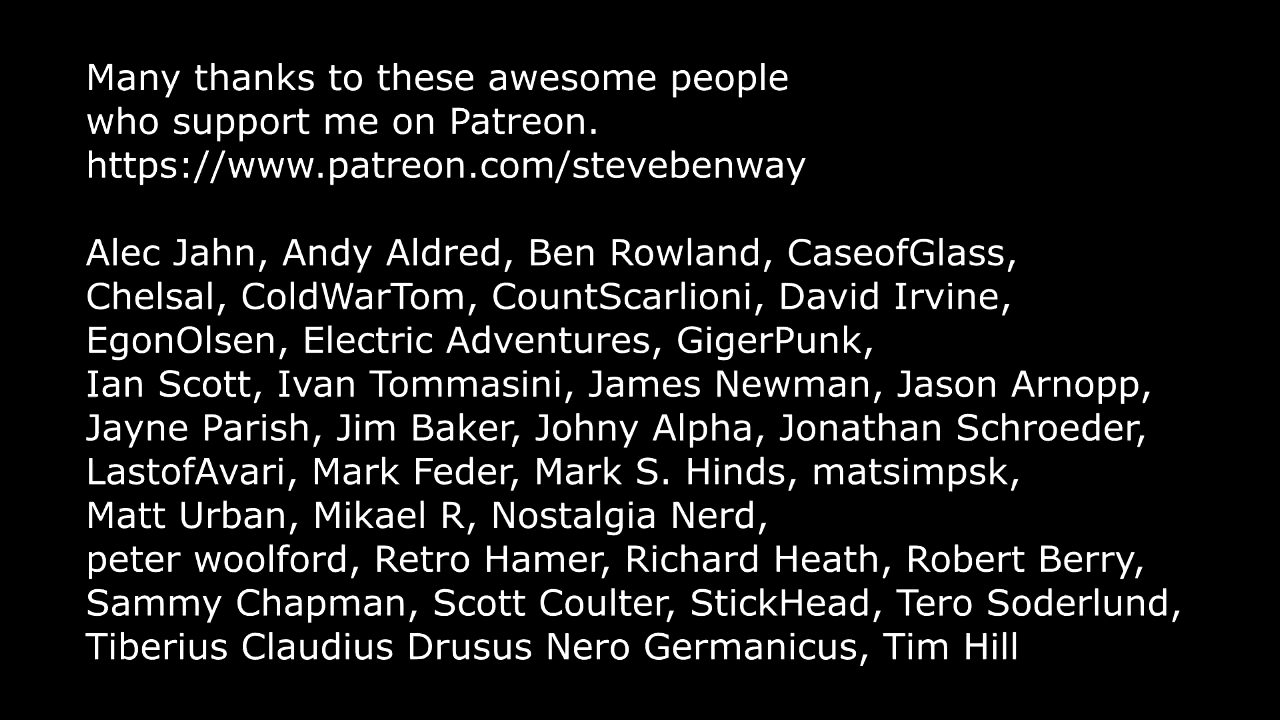 Many thanks to these awesome people
who support me on Patreon.
https://www.patreon.com/stevebenway
Alec Jahn, Andy Aldred, Ben Rowland, CaseofGlass,
Chelsal, ColdWarTom, CountScarlioni, David Irvine,
EgonOlsen, Electric Adventures, GigerPunk,
Ian Scott, Ivan Tommasini, James Newman, Jason Arnopp,
Jayne Parish, Jim Baker, Johny Alpha, Jonathan Schroeder,
LastofAvari, Mark Feder, Mark S. Hinds, matsimpsk,
Matt Urban, Mikael R, Nostalgia Nerd,
peter woolford, Retro Hamer, Richard Heath, Robert Berry,
Sammy Chapman, Scott Coulter, StickHead, Tero Soderlund,
Tiberius Claudius Drusus Nero Germanicus, Tim Hill